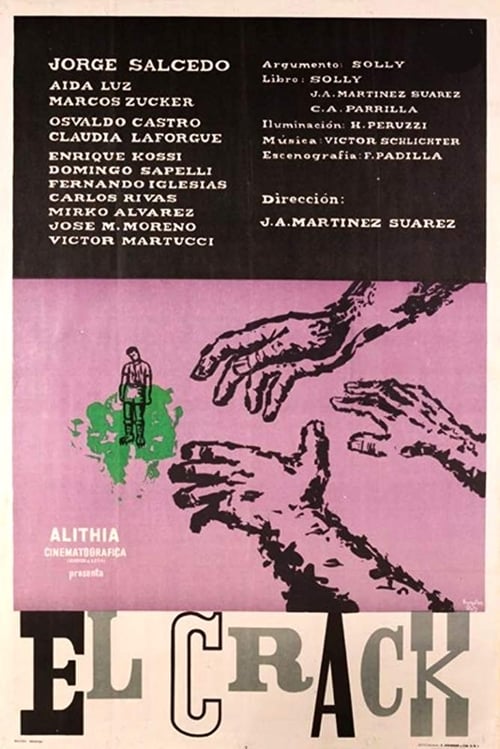 JORGE SALCEDO
AIDA LUZ
MARCOS ZUCKER
OSVALDO CASTRO
CLAUDIA LAFORGUE
ENRIQUE KOSSI
DOMINGO SAPELLI
FERNANDO IGLESIAS
CARLOS RIVAS
MIRKO ALVAREZ
JOSE M. MORENO
VICTOR MARTUCCI
Argumento: SOLLY
Libro: SOLLY
J.A. MARTINEZ SUAREZ
C.A. PARRILLA
Iluminación: H. PERUZZI
Música: VICTOR SCHLICHTER
Escenografia: F. PADILLA
Dirección:
J.A. MARTINEZ SUAREZ
ALITHIA
CINEMATOGRAFICA
presenta
EL CRACK